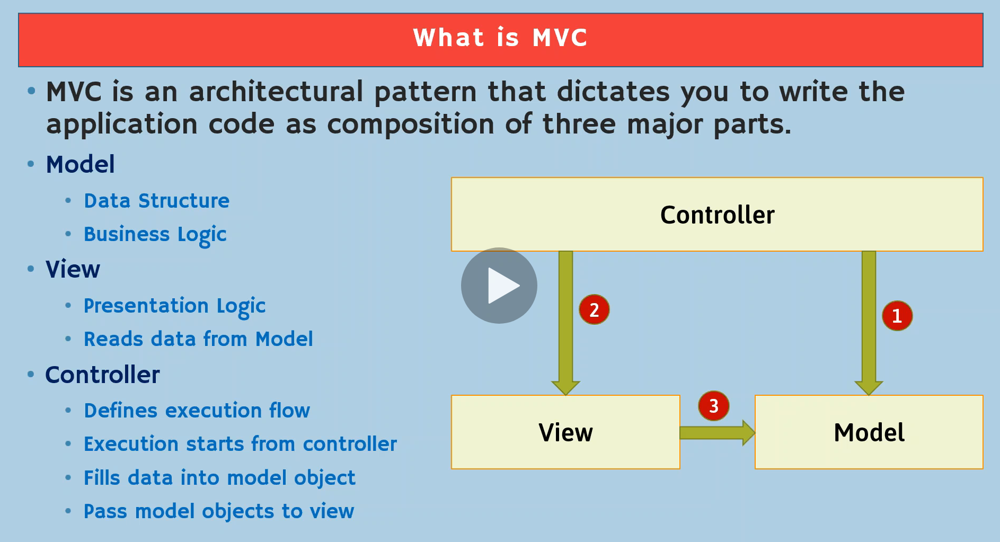 What is MVC
• MVC is an architectural pattern that dictates you to write the
application code as composition of three major parts.
• Model
• Data Structure
• Business Logic
• View
• Presentation Logic
• Reads data from Model
• Controller
• Defines execution flow
• Execution starts from controller
• Fills data into model object
• Pass model objects to view
Controller
2
1
3
View
Model